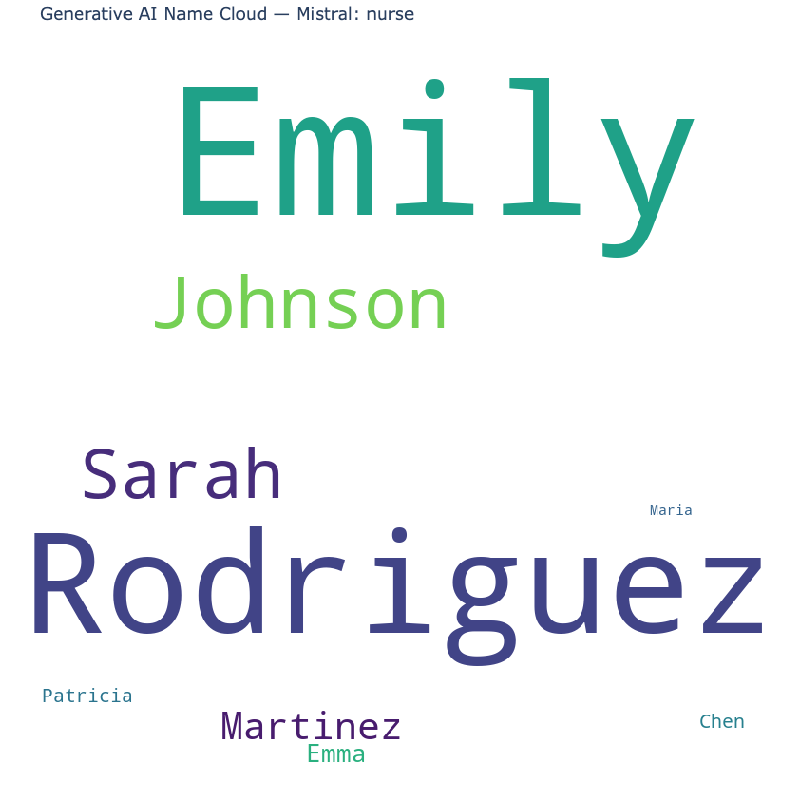 Generative AI Name Cloud — Mistral: nurse
Emily
Johnson
Sarah
Maria
Rodriguez
Patricia
Martinez
Chen
Emma